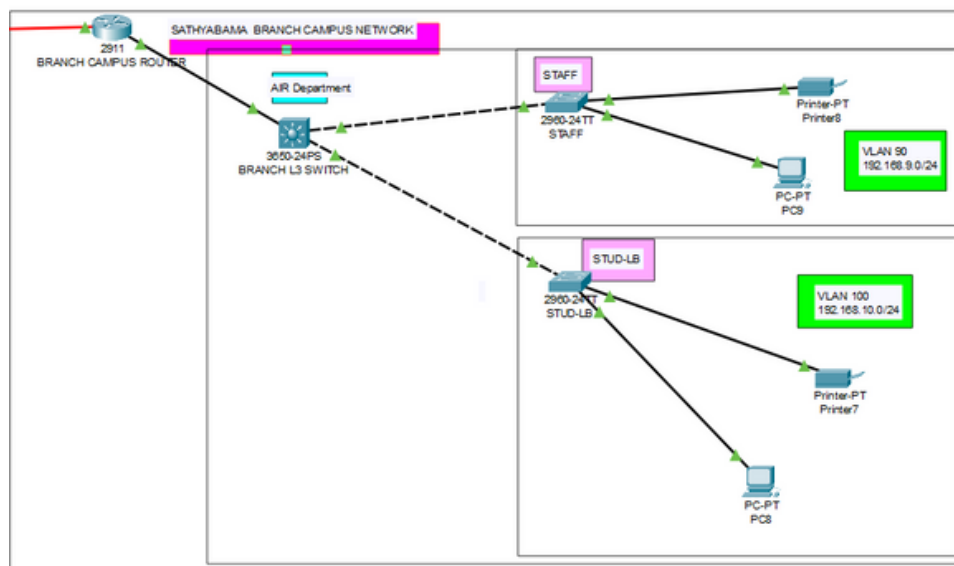 SATHYABAMA BRANCH CAMPUS NETWORK
2911
BRANCH CAMPUS ROUTER
AIR Department
3650-24PS
BRANCH L3 SWITCH
STAFF
2960-24TT
STAFF
Printer-PT
Printer8
VLAN 90
192.168.9.0/24
PC-PT
PC9
STUD-LB
2960-24TT
STUD-LB
VLAN 100
192.168.10.0/24
Printer-PT
Printer7
PC-PT
PC8